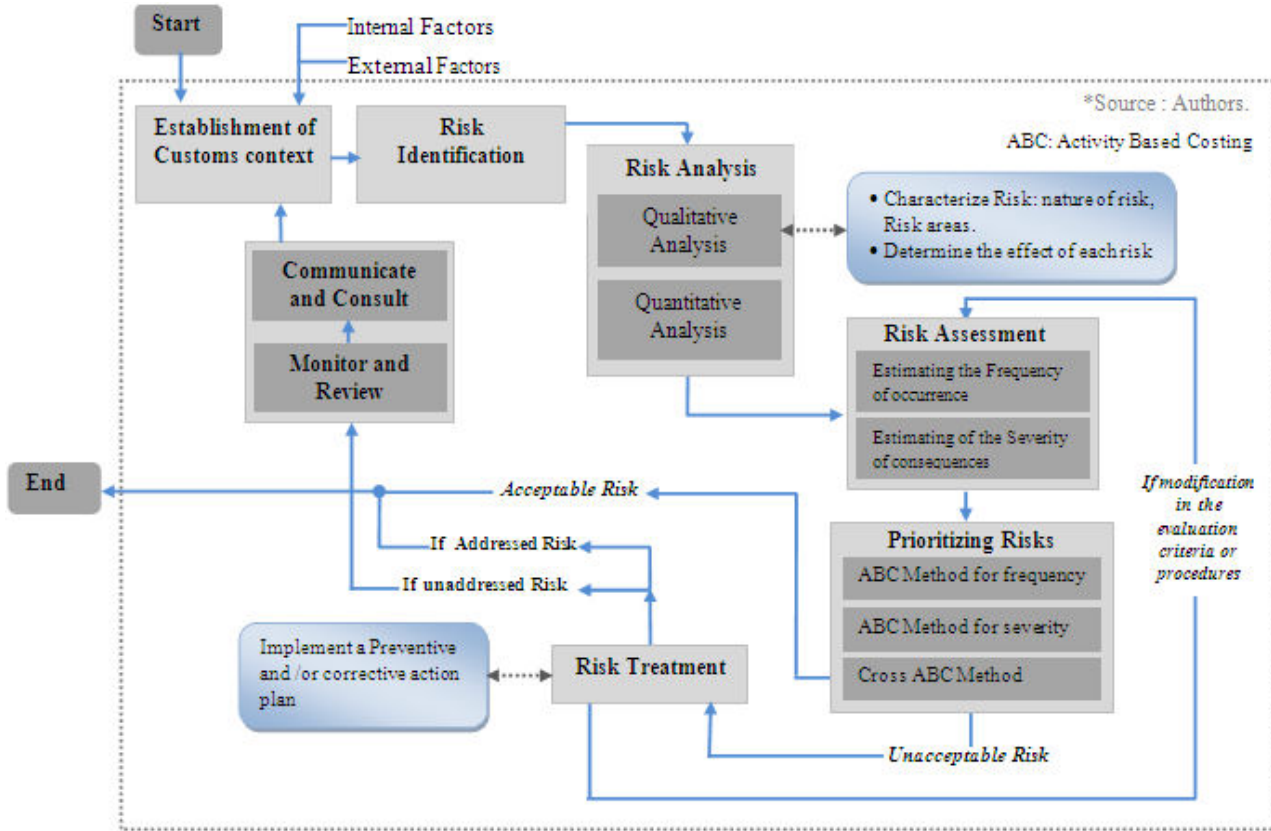 Start
Internal Factors
External Factors
*Source : Authors.
ABC: Activity Based Costing
Establishment of
Customs context
Risk
Identification
Risk Analysis
Qualitative
Analysis
Quantitative
Analysis
• Characterize Risk: nature of risk,
Risk areas.
• Determine the effect of each risk
Communicate
and Consult
Monitor and
Review
Risk Assessment
Estimating the Frequency
of occurrence
Estimating of the Severity
of consequences
End
Acceptable Risk
If Addressed Risk
If unaddressed Risk
If modification
in the
evaluation
criteria or
procedures
Prioritizing Risks
ABC Method for frequency
ABC Method for severity
Cross ABC Method
Implement a Preventive
and /or corrective action
plan
Risk Treatment
Unacceptable Risk